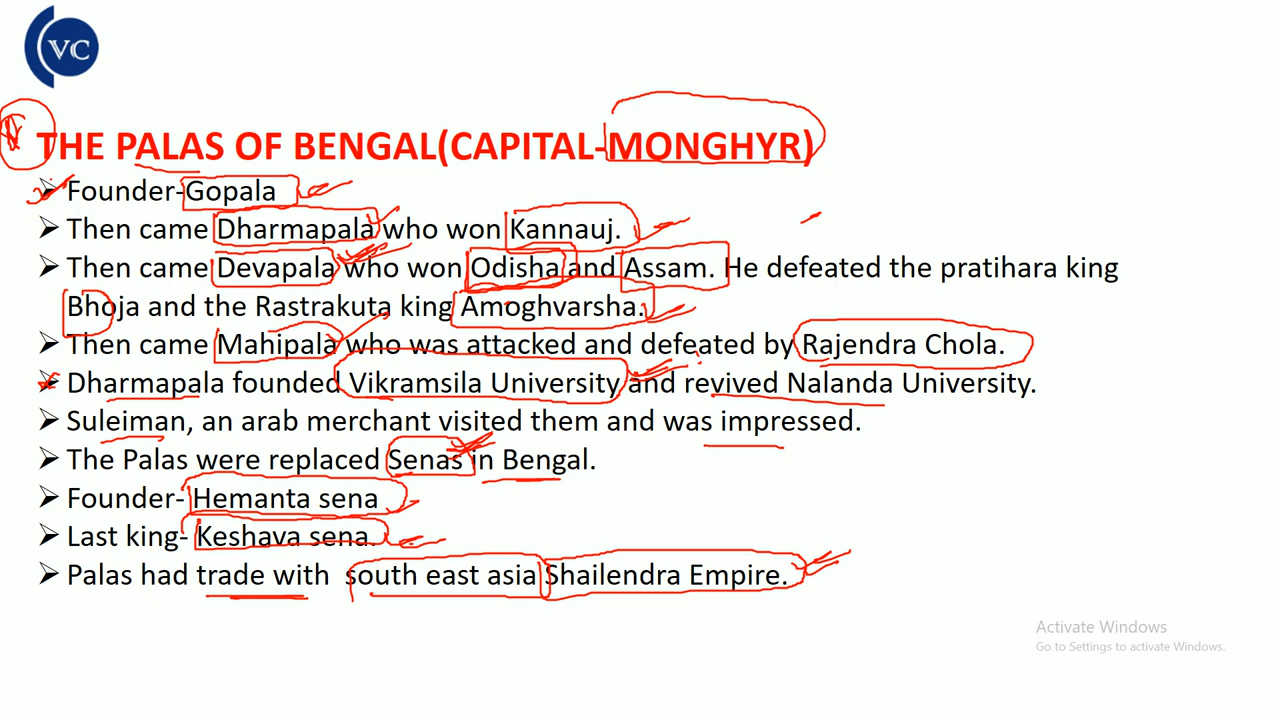 VC
THE PALAS OF BENGAL(CAPITAL-MONGHYR)
Founder-Gopala
Then came Dharmapala who won Kannauj.
Then came Devapala who won Odisha and Assam. He defeated the pratihara king
Bhoja and the Rastrakuta king Amoghvarsha.
Then came Mahipala who was attacked and defeated by Rajendra Chola.
Dharmapala founded Vikramsila University and revived Nalanda University.
Suleiman, an arab merchant visited them and was impressed.
The Palas were replaced Senas in Bengal.
Founder- Hemanta sena
Last king- Keshava sena.
Palas had trade with south east asia Shailendra Empire.
Activate Windows
Go to Settings to activate Windows.